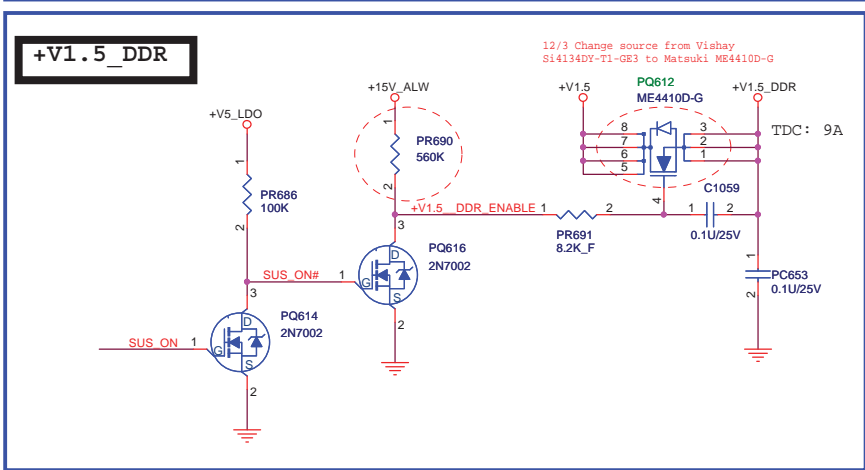 +V1.5_DDR
12/3 Change source from Vishay
Si4134DY-T1-GE3 to Matsuki ME4410D-G
PQ612
ME4410D-G
+15V_ALW
+V1.5
+V1.5_DDR
+V5_LDO
TDC: 9A
1
PR690
560K
2
8
7
6
5
3
2
1
4
1
PR686
100K
2
+V1.5__DDR_ENABLE
1
2
PR691
8.2K_F
C1059
1
2
0.1U/25V
3
D
G
S
PQ616
2N7002
SUS_ON#
1
2
1
PC653
0.1U/25V
2
3
D
G
S
PQ614
2N7002
SUS_ON
1
2